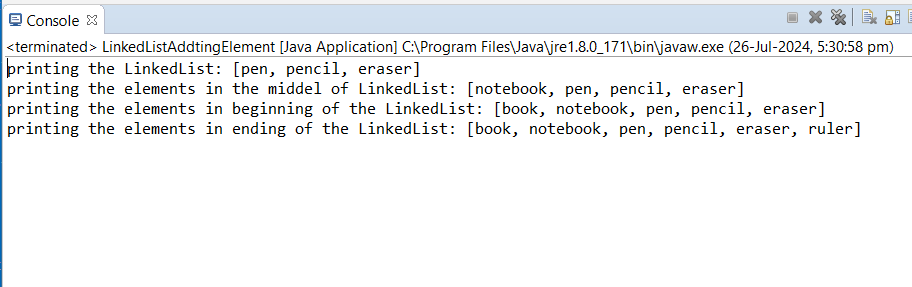 Console
<terminated> LinkedListAddtingElement [Java Application] C:\Program Files\Java\jre1.8.0_171\bin\javaw.exe (26-Jul-2024, 5:30:58 pm)
printing the LinkedList: [pen, pencil, eraser]
printing the elements in the middel of LinkedList: [notebook, pen, pencil, eraser]
printing the elements in beginning of the LinkedList: [book, notebook, pen, pencil, eraser]
printing the elements in ending of the LinkedList: [book, notebook, pen, pencil, eraser, ruler]